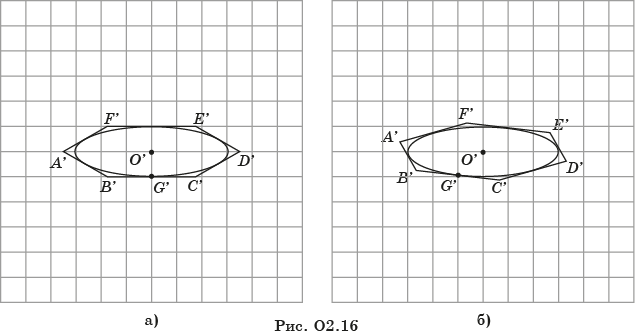 F' E'
A' O' D'
B' G' C'
F' E'
A' O' D'
B' G' C'
а) б)
Рис. О2.16